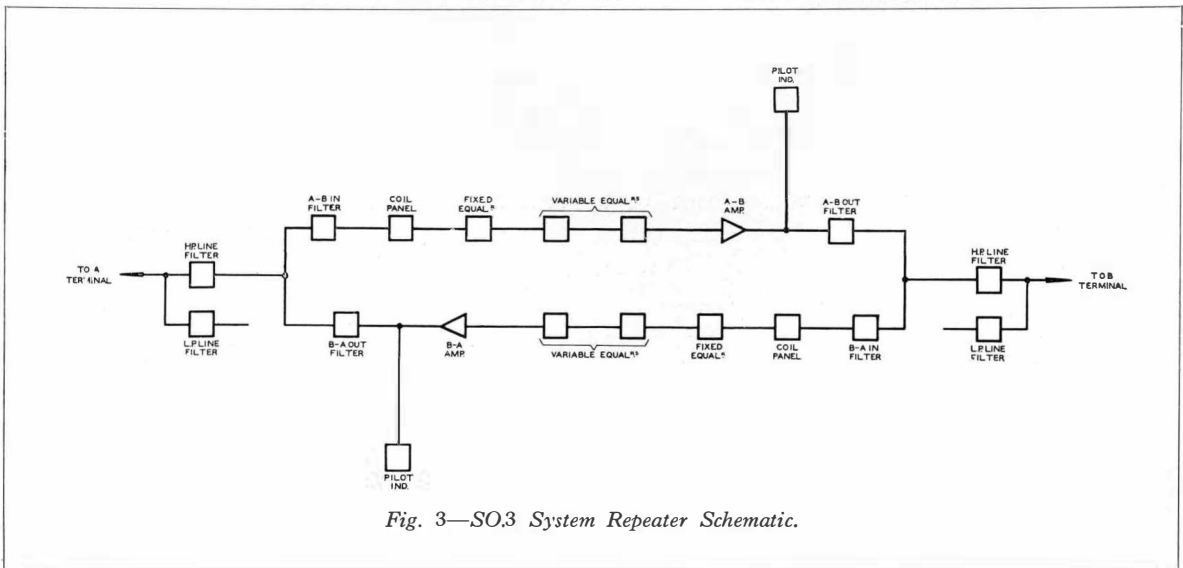 PILOT
IND.
A-B IN
FILTER
COIL
PANEL
FIXED
EQUAL^R
VARIABLE EQUAL^R,S
A-B
AMP.
A-B OUT
FILTER
H.P. LINE
FILTER
H.P. LINE
FILTER
TO A
TERMINAL
TO B
TERMINAL
L.P. LINE
FILTER
B-A OUT
FILTER
B-A
AMP.
VARIABLE EQUAL^R,S
FIXED
EQUAL^R
COIL
PANEL
B-A IN
FILTER
L.P. LINE
FILTER
PILOT
IND.
Fig. 3—SO.3 System Repeater Schematic.